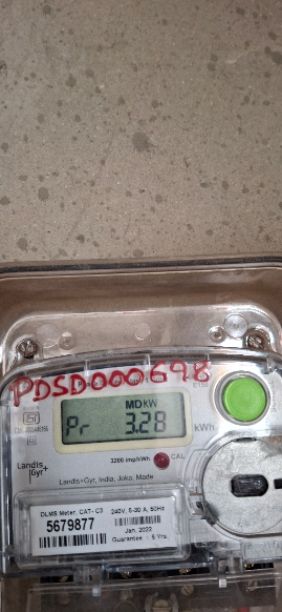 PDSD000698
MD kW
Pr 3.28
kWh
3200 imp/kWh
CAL
Landis
Gyr+
Landis+Gyr, India, Joka, Made
DLMS Meter, CAT- C3
240V, 5-30 A, 50Hz
5679877
Jan, 2022
Guarantee : 5 Yrs.